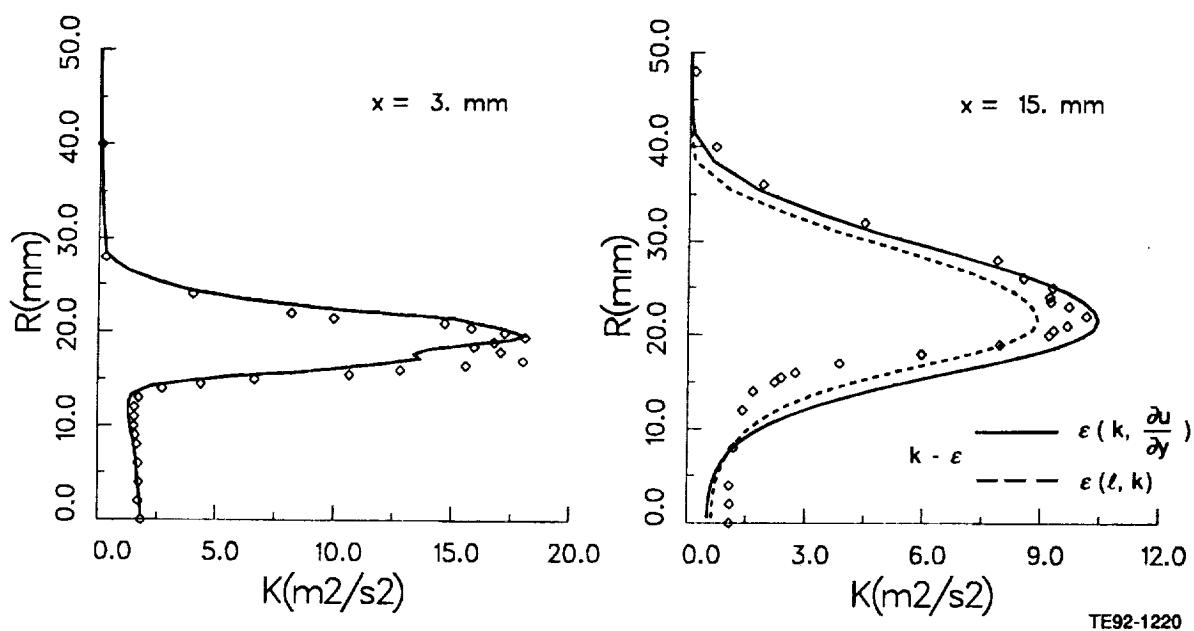 x = 3. mm
R(mm)
50.0
40.0
30.0
20.0
10.0
0.0
0.0 5.0 10.0 15.0 20.0
K(m2/s2)
x = 15. mm
R(mm)
50.0
40.0
30.0
20.0
10.0
0.0
k - ε
ε ( k, ∂u/∂y )
ε (ℓ, k)
0.0 3.0 6.0 9.0 12.0
K(m2/s2)
TE92-1220